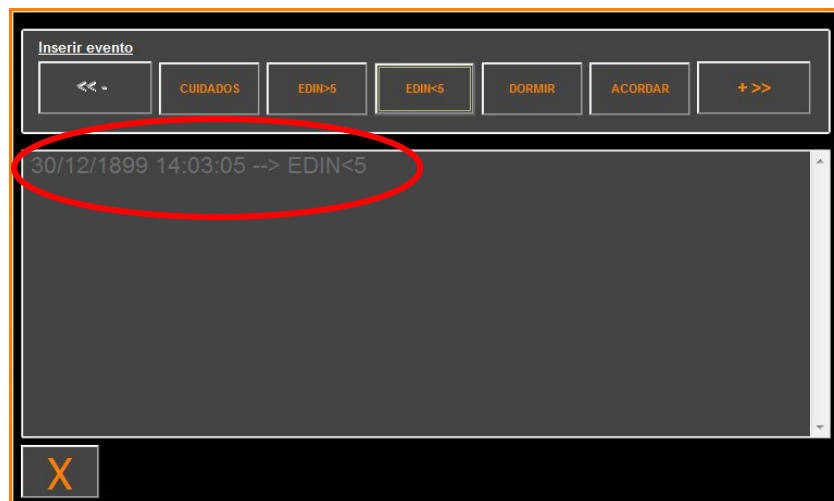 Inserir evento
<< - CUIDADOS EDIN>5 EDIN<5 DORMIR ACORDAR + >>
30/12/1899 14:03:05 --> EDIN<5
X